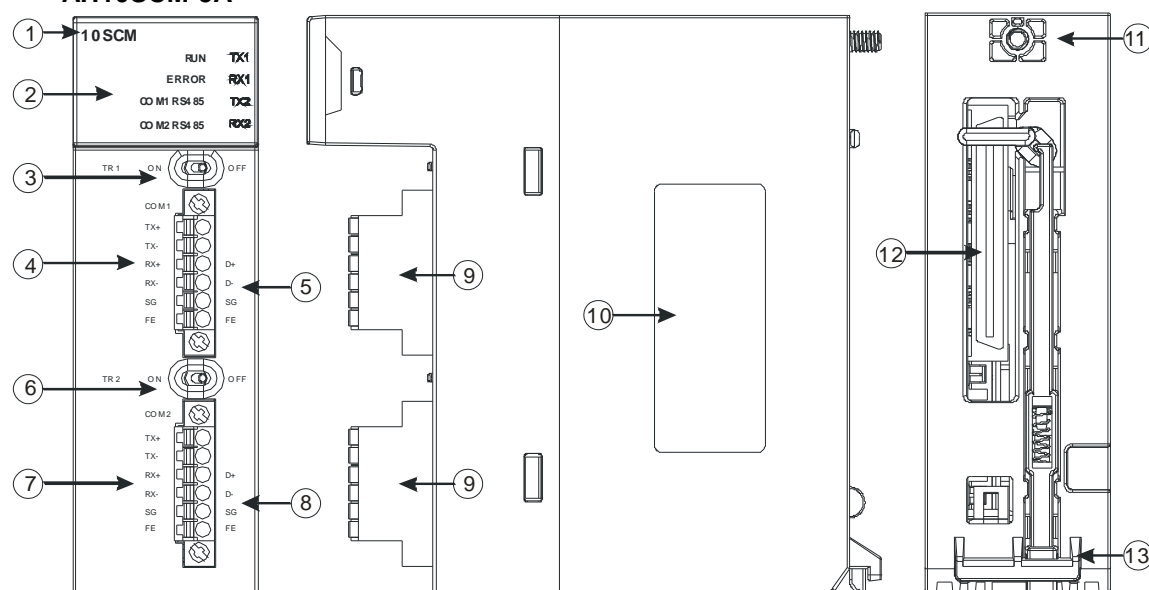 1 10SCM
RUN TX1
ERROR RX1
2 COM1 RS485 TX2
COM2 RS485 RX2
3 TR1 ON OFF
COM1
TX+
TX-
4 RX+ D+
RX- D- 5
SG SG
FE FE
6 TR2 ON OFF
COM2
TX+
TX-
7 RX+ D+
RX- D- 8
SG SG
FE FE
9
9
10
11
12
13